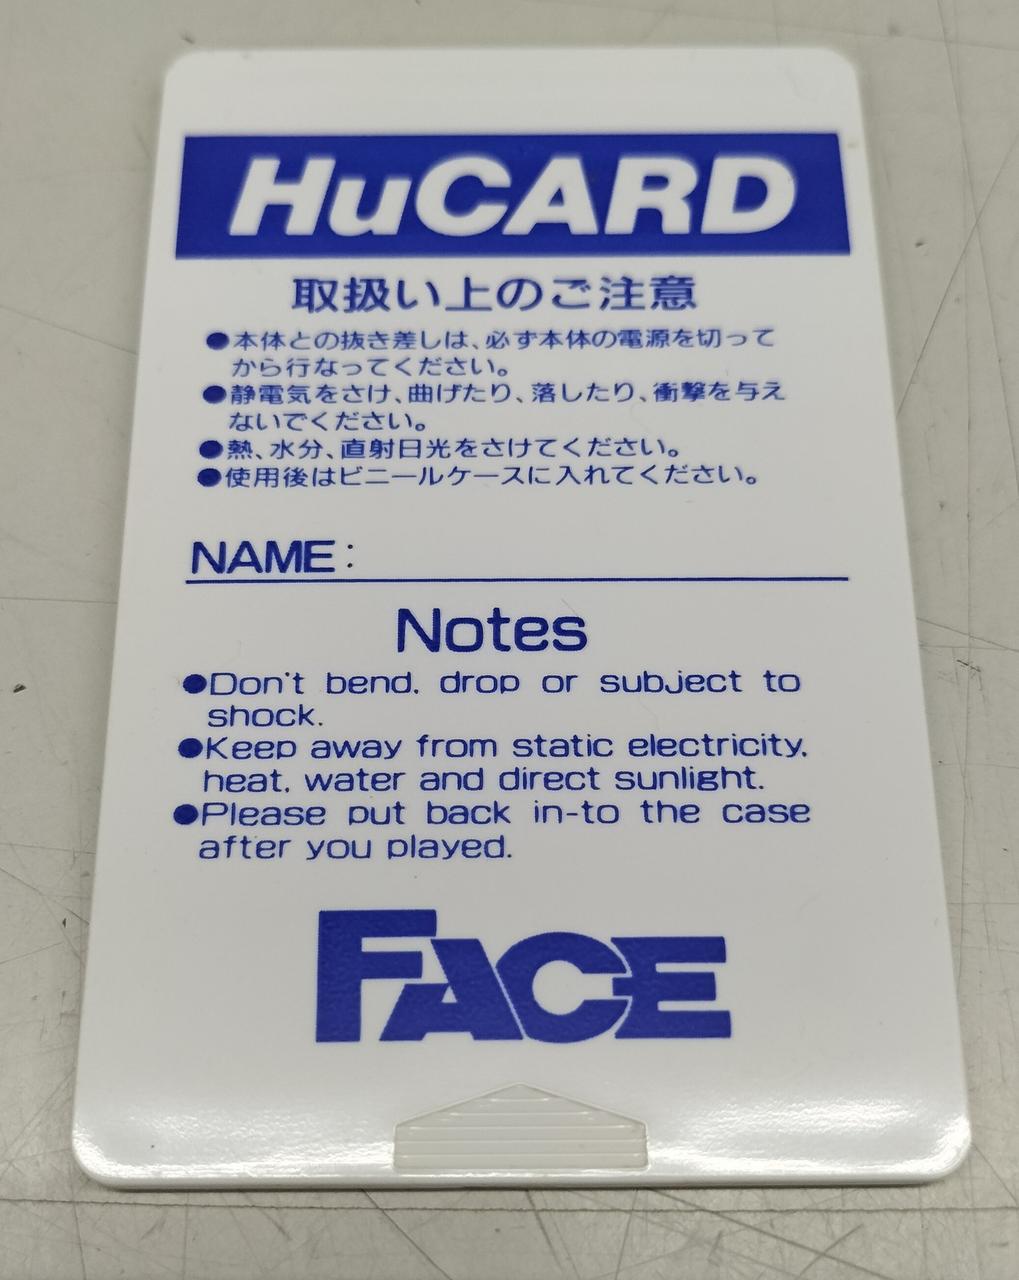 HuCARD
取扱い上のご注意
●本体との抜き差しは、必ず本体の電源を切って
から行なってください。
●静電気をさけ、曲げたり、落したり、衝撃を与え
ないでください。
●熱、水分、直射日光をさけてください。
●使用後はビニールケースに入れてください。
NAME:
Notes
●Don't bend. drop or subject to
shock.
●Keep away from static electricity.
heat. water and direct sunlight.
●Please put back in-to the case
after you played.
FACE